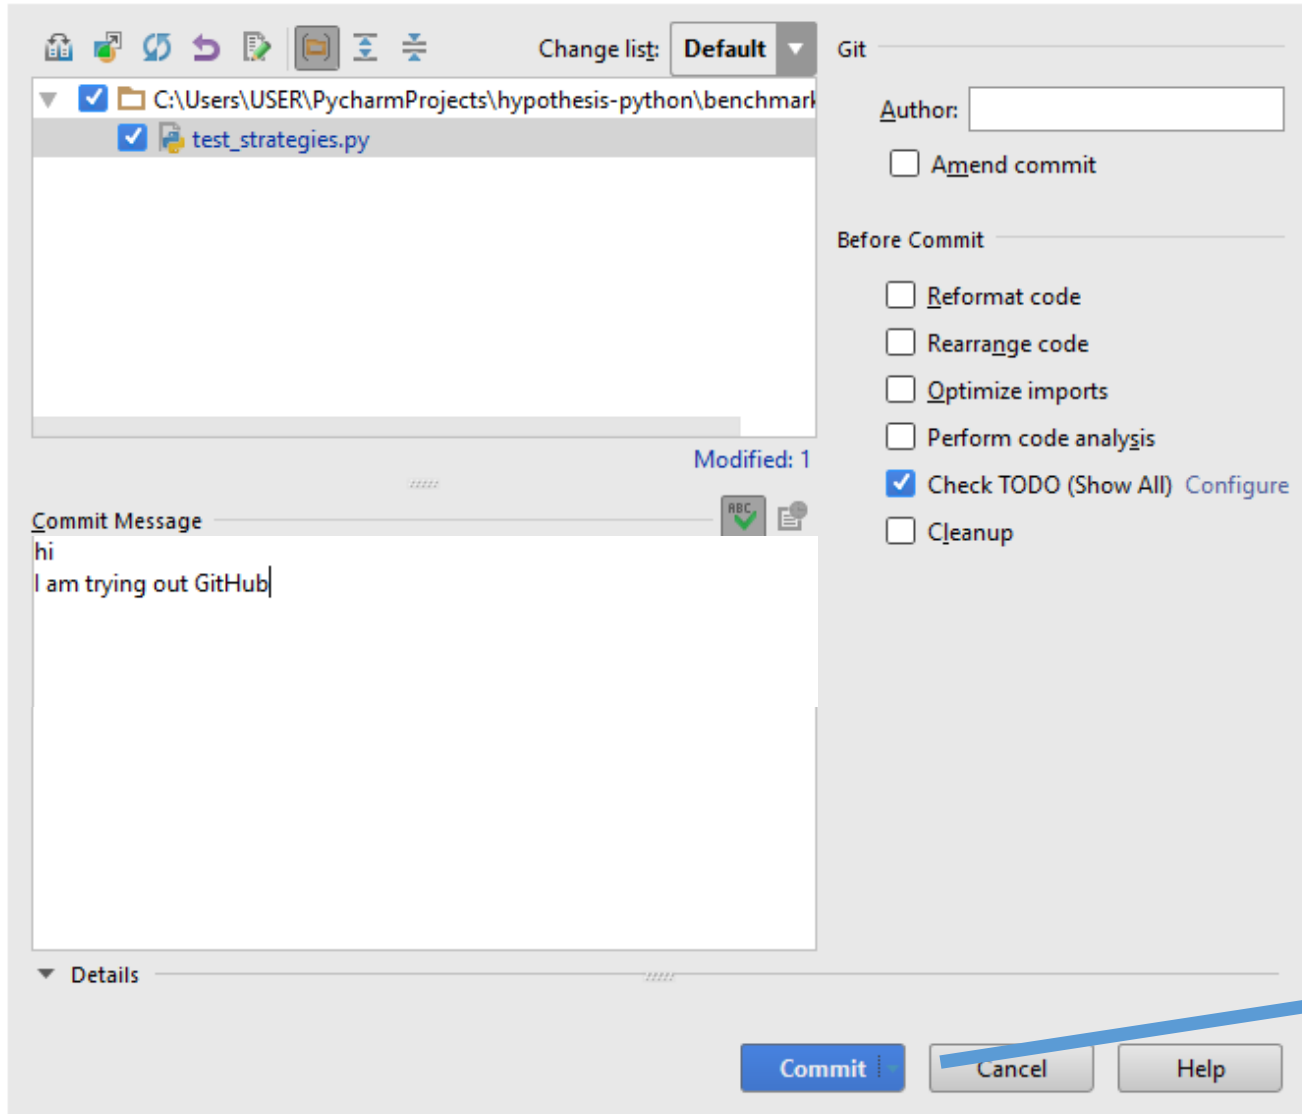 Change list: Default
C:\Users\USER\PycharmProjects\hypothesis-python\benchmark
test_strategies.py
Modified: 1
Commit Message
ABC
hi
I am trying out GitHub
Details
Git
Author:
Amend commit
Before Commit
Reformat code
Rearrange code
Optimize imports
Perform code analysis
Check TODO (Show All) Configure
Cleanup
Commit Cancel Help